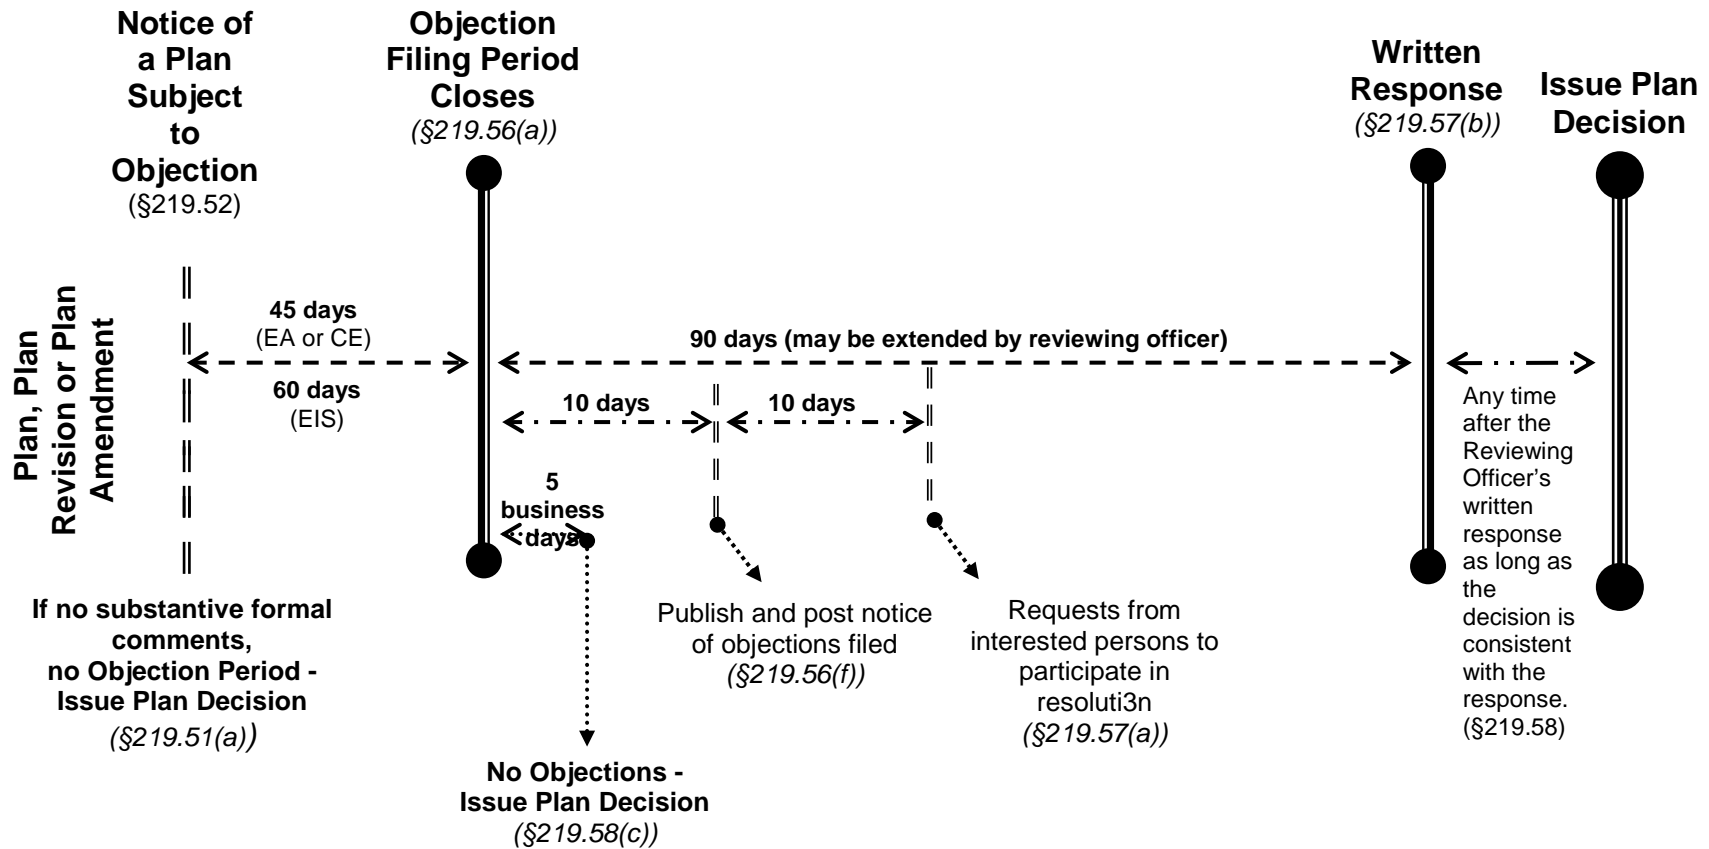 Notice of
a Plan
Subject
to
Objection
(§219.52)
Objection
Filing Period
Closes
(§219.56(a))
Written
Response
(§219.57(b))
Issue Plan
Decision
Plan, Plan
Revision or Plan
Amendment
45 days
(EA or CE)
60 days
(EIS)
90 days (may be extended by reviewing officer)
10 days
10 days
5
business
days
Any time
after the
Reviewing
Officer’s
written
response
as long as
the
decision is
consistent
with the
response.
(§219.58)
If no substantive formal
comments,
no Objection Period -
Issue Plan Decision
(§219.51(a))
Publish and post notice
of objections filed
(§219.56(f))
Requests from
interested persons to
participate in
resoluti3n
(§219.57(a))
No Objections -
Issue Plan Decision
(§219.58(c))